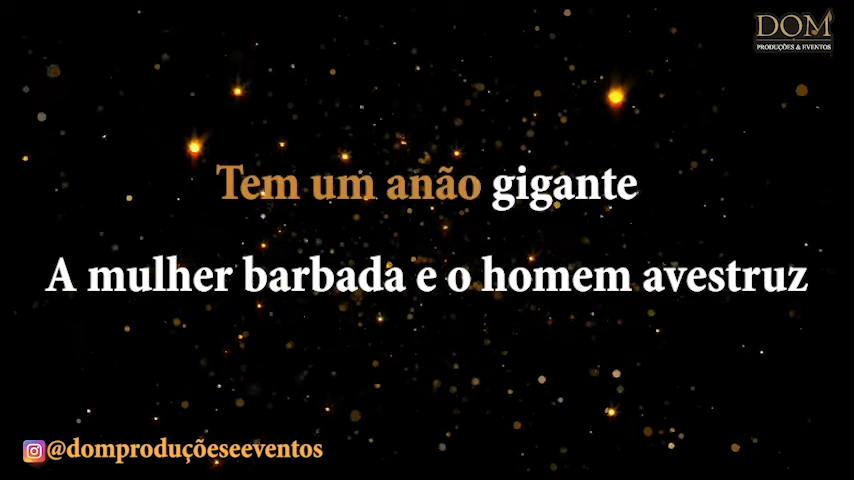 DOM
PRODUÇÕES & EVENTOS
Tem um anão gigante
A mulher barbada e o homem avestruz
@domproduçõeseeventos